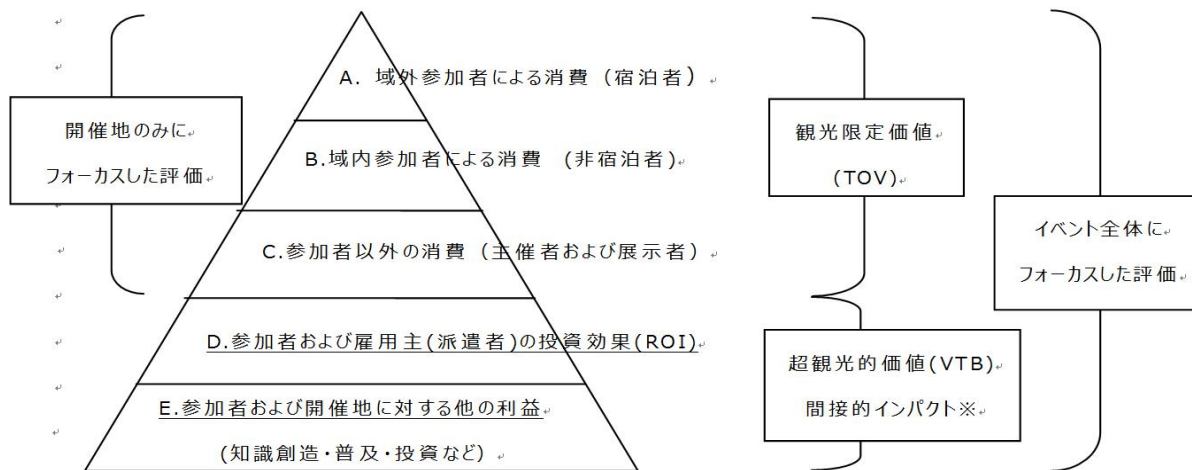 A. 域外参加者による消費 (宿泊者)
B.域内参加者による消費 (非宿泊者)
C.参加者以外の消費 (主催者および展示者)
D.参加者および雇用主(派遣者)の投資効果(ROI)
E.参加者および開催地に対する他の利益
(知識創造・普及・投資など)
開催地のみに
フォーカスした評価
観光限定価値
(TOV)
超観光的価値(VTB)
間接的インパクト※
イベント全体に
フォーカスした評価